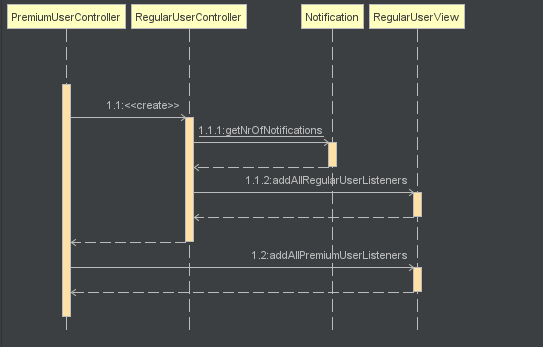 PremiumUserController
RegularUserController
Notification
RegularUserView
1.1:<<create>>
1.1.1:getNrOfNotifications
1.1.2:addAllRegularUserListeners
1.2:addAllPremiumUserListeners